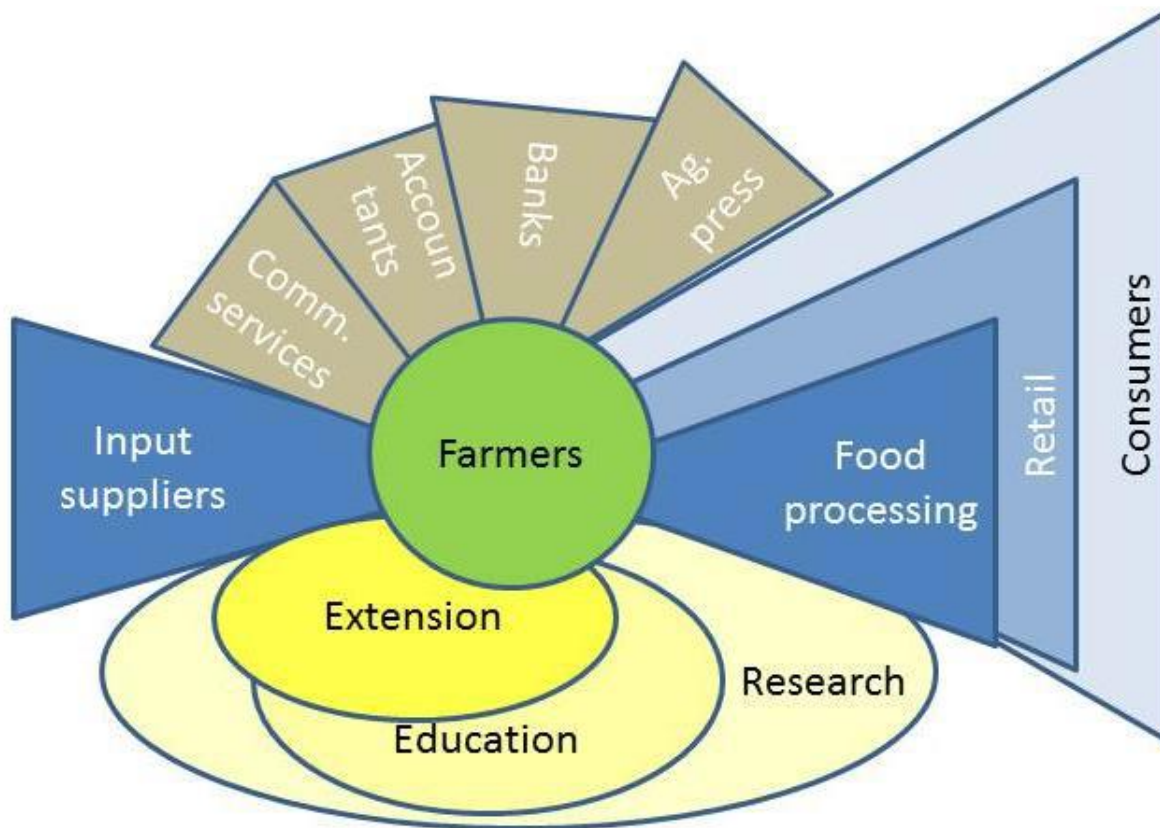 Comm.
services
Accoun
tants
Banks
Ag.
press
Input
suppliers
Farmers
Food
processing
Retail
Consumers
Extension
Education
Research